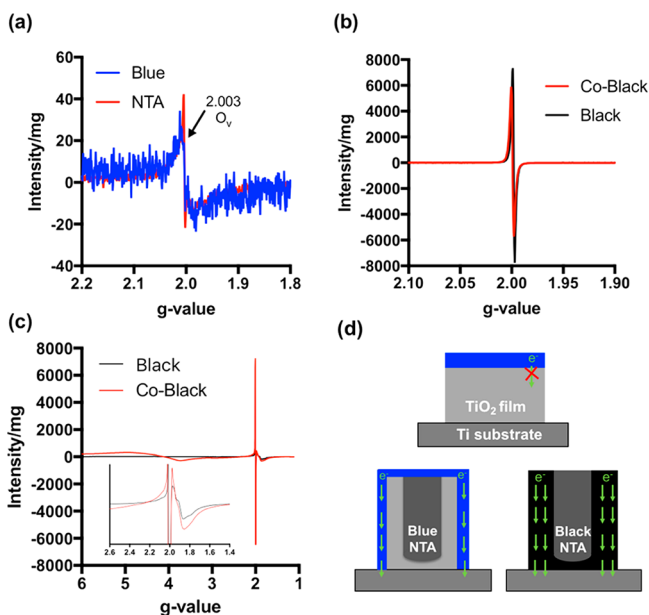 (a)
Intensity/mg
60
40
20
0
-20
-40
2.2
2.1
2.0
1.9
1.8
g-value
Blue
NTA
2.003
Oᵥ
(b)
Intensity/mg
8000
6000
4000
2000
0
-2000
-4000
-6000
-8000
2.10
2.05
2.00
1.95
1.90
g-value
Co-Black
Black
(c)
Intensity/mg
8000
6000
4000
2000
0
-2000
-4000
-6000
-8000
6
5
4
3
2
1
g-value
Black
Co-Black
2.6
2.2
2.0
1.8
1.4
(d)
e⁻
TiO₂ film
Ti substrate
e⁻
e⁻
Blue
NTA
e⁻
e⁻
Black
NTA